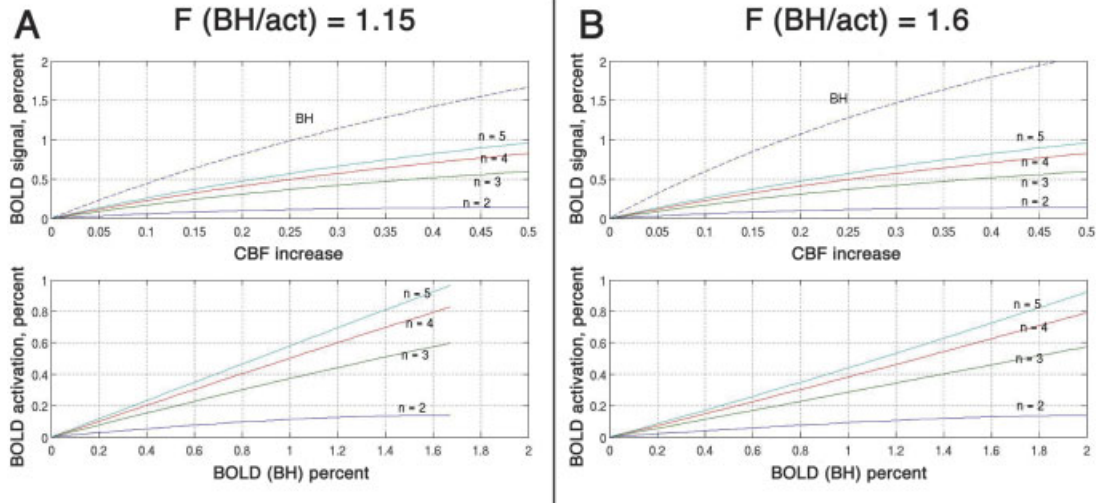 A
F (BH/act) = 1.15
BOLD signal, percent
2
1.5
1
0.5
0
BH
n = 5
n = 4
n = 3
n = 2
0 0.05 0.1 0.15 0.2 0.25 0.3 0.35 0.4 0.45 0.5
CBF increase
BOLD activation, percent
1
0.8
0.6
0.4
0.2
0
n = 5
n = 4
n = 3
n = 2
0 0.2 0.4 0.6 0.8 1 1.2 1.4 1.6 1.8 2
BOLD (BH) percent
B
F (BH/act) = 1.6
BOLD signal, percent
2
1.5
1
0.5
0
BH
n = 5
n = 4
n = 3
n = 2
0 0.05 0.1 0.15 0.2 0.25 0.3 0.35 0.4 0.45 0.5
CBF increase
BOLD activation, percent
1
0.8
0.6
0.4
0.2
0
n = 5
n = 4
n = 3
n = 2
0 0.2 0.4 0.6 0.8 1 1.2 1.4 1.6 1.8 2
BOLD (BH) percent